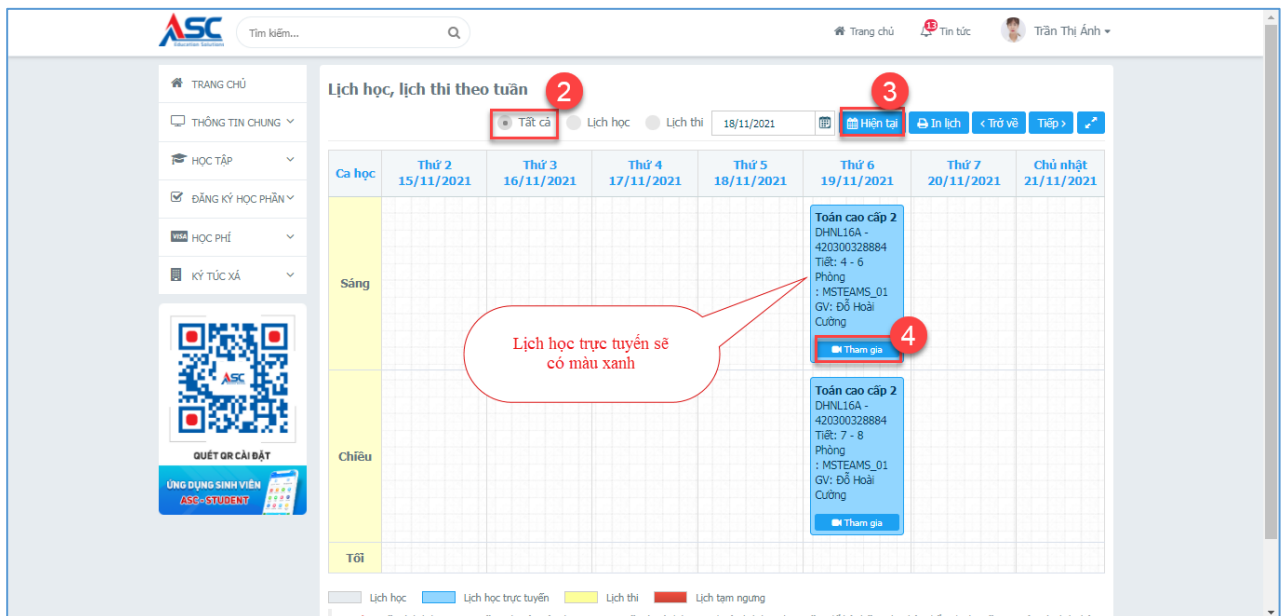 ASC
Education Solutions
Tìm kiếm...
Trang chủ
13
Tin tức
Trần Thị Ánh
TRANG CHỦ
THÔNG TIN CHUNG
HỌC TẬP
ĐĂNG KÝ HỌC PHẦN
VISA HỌC PHÍ
KÝ TÚC XÁ
ASC
QUÉT QR CÀI ĐẶT
ỨNG DỤNG SINH VIÊN
ASC-STUDENT
Lịch học, lịch thi theo tuần
2
3
Tất cả
Lịch học
Lịch thi
18/11/2021
Hiện tại
In lịch
< Trở về
Tiếp >
Ca học
Thứ 2
15/11/2021
Thứ 3
16/11/2021
Thứ 4
17/11/2021
Thứ 5
18/11/2021
Thứ 6
19/11/2021
Thứ 7
20/11/2021
Chủ nhật
21/11/2021
Sáng
Toán cao cấp 2
DHNL16A -
420300328884
Tiết: 4 - 6
Phòng
: MSTEAMS_01
GV: Đỗ Hoài
Cường
Tham gia
4
Lịch học trực tuyến sẽ
có màu xanh
Chiều
Toán cao cấp 2
DHNL16A -
420300328884
Tiết: 7 - 8
Phòng
: MSTEAMS_01
GV: Đỗ Hoài
Cường
Tham gia
Tối
Lịch học
Lịch học trực tuyến
Lịch thi
Lịch tạm ngưng